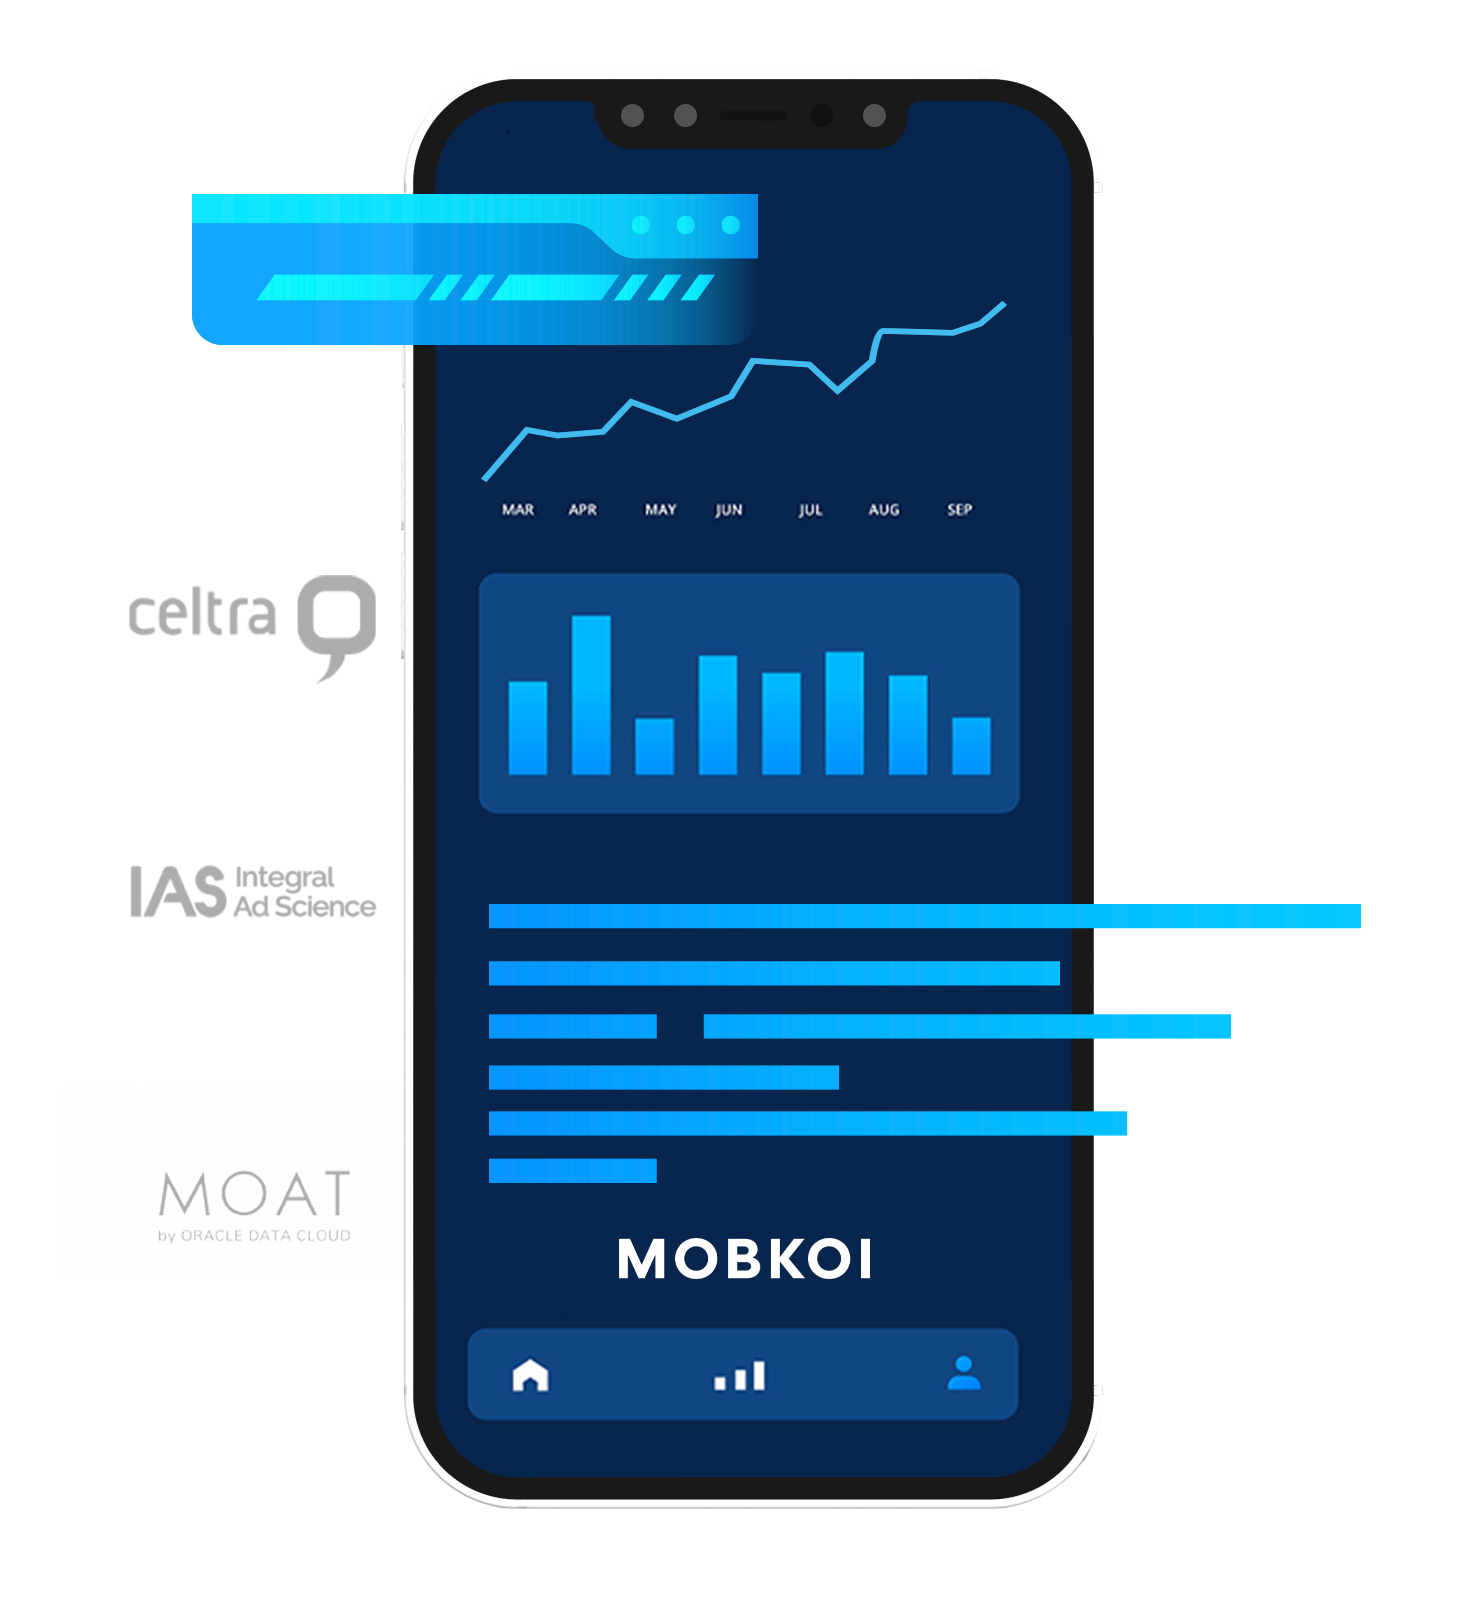 MAR APR MAY JUN JUL AUG SEP
celtra
IAS Integral
Ad Science
MOAT
by ORACLE DATA CLOUD
MOBKOI